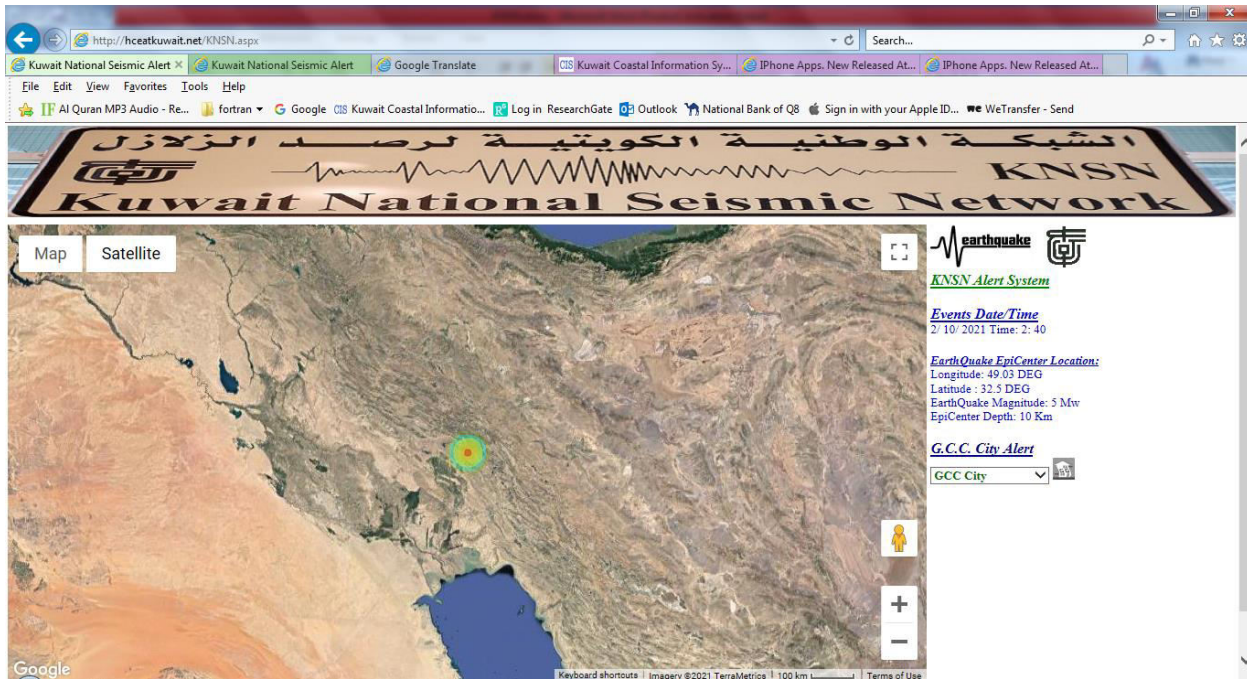 http://hceatkuwait.net/KNSN.aspx
Search...
Kuwait National Seismic Alert
Kuwait National Seismic Alert
Google Translate
CIS Kuwait Coastal Information Sy...
IPhone Apps. New Released At...
IPhone Apps. New Released At...
File Edit View Favorites Tools Help
IF Al Quran MP3 Audio - Re... fortran G Google CIS Kuwait Coastal Informatio... R Log in ResearchGate Outlook National Bank of Q8 Sign in with your Apple ID... we WeTransfer - Send
الشبكة الوطنية الكويتية لرصد الزلازل
KNSN
Kuwait National Seismic Network
Map Satellite
earthquake
KNSN Alert System
Events Date/Time
2/ 10/ 2021 Time: 2: 40
EarthQuake EpiCenter Location:
Longitude: 49.03 DEG
Latitude : 32.5 DEG
EarthQuake Magnitude: 5 Mw
EpiCenter Depth: 10 Km
G.C.C. City Alert
GCC City
Google
Keyboard shortcuts Imagery ©2021 TerraMetrics 100 km Terms of Use